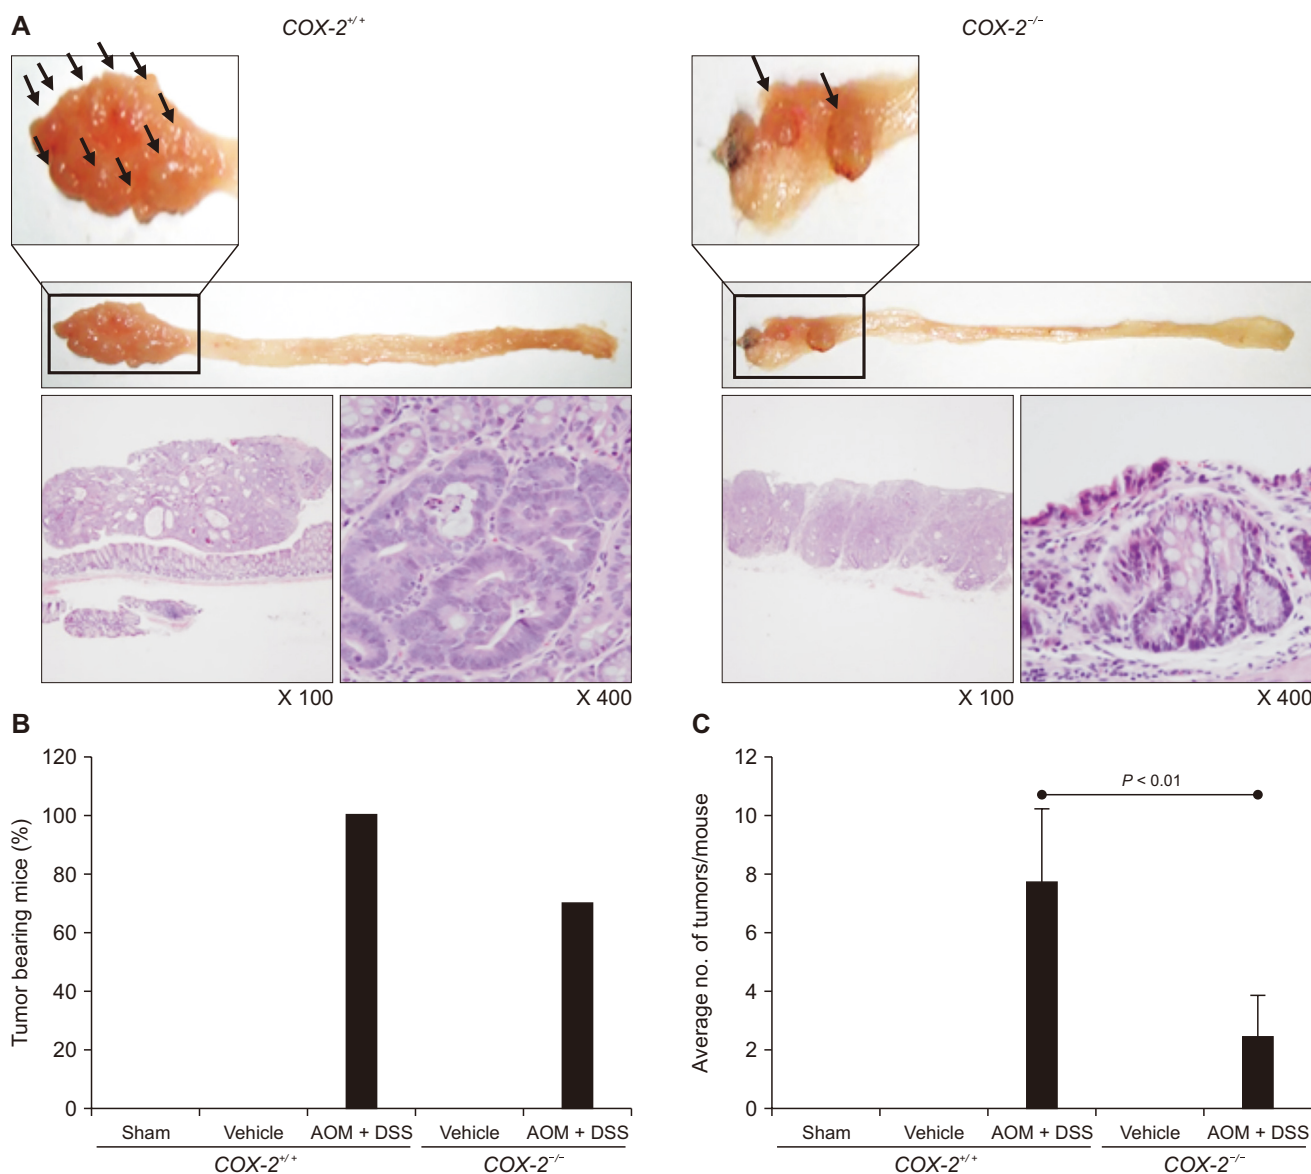 A
COX-2+/+
COX-2−/−
X 100
X 400
X 100
X 400
B
120
100
80
60
40
20
0
Tumor bearing mice (%)
Sham
Vehicle
AOM + DSS
Vehicle
AOM + DSS
COX-2+/+
COX-2−/−
C
12
10
8
6
4
2
0
Average no. of tumors/mouse
P < 0.01
Sham
Vehicle
AOM + DSS
Vehicle
AOM + DSS
COX-2+/+
COX-2−/−